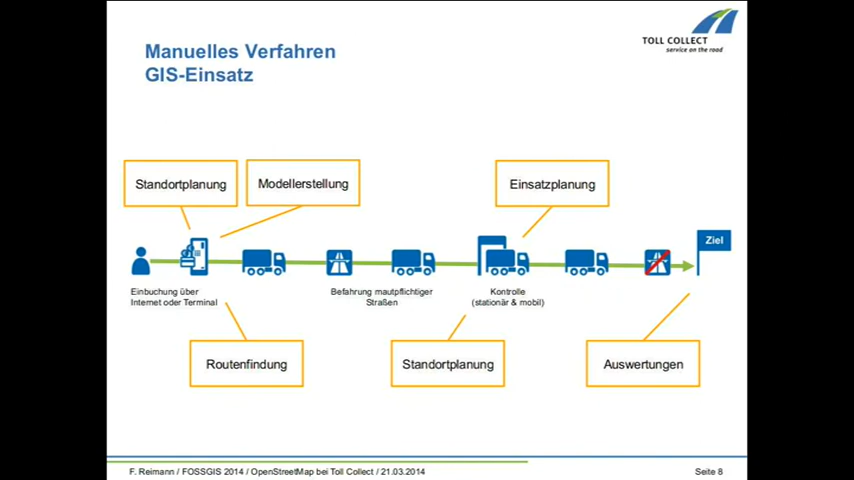 TOLL COLLECT
service on the road
Manuelles Verfahren
GIS-Einsatz
Standortplanung
Modellerstellung
Einsatzplanung
Ziel
Einbuchung über
Internet oder Terminal
Befahrung mautpflichtiger
Straßen
Kontrolle
(stationär & mobil)
Routenfindung
Standortplanung
Auswertungen
F. Reimann / FOSSGIS 2014 / OpenStreetMap bei Toll Collect / 21.03.2014
Seite 8